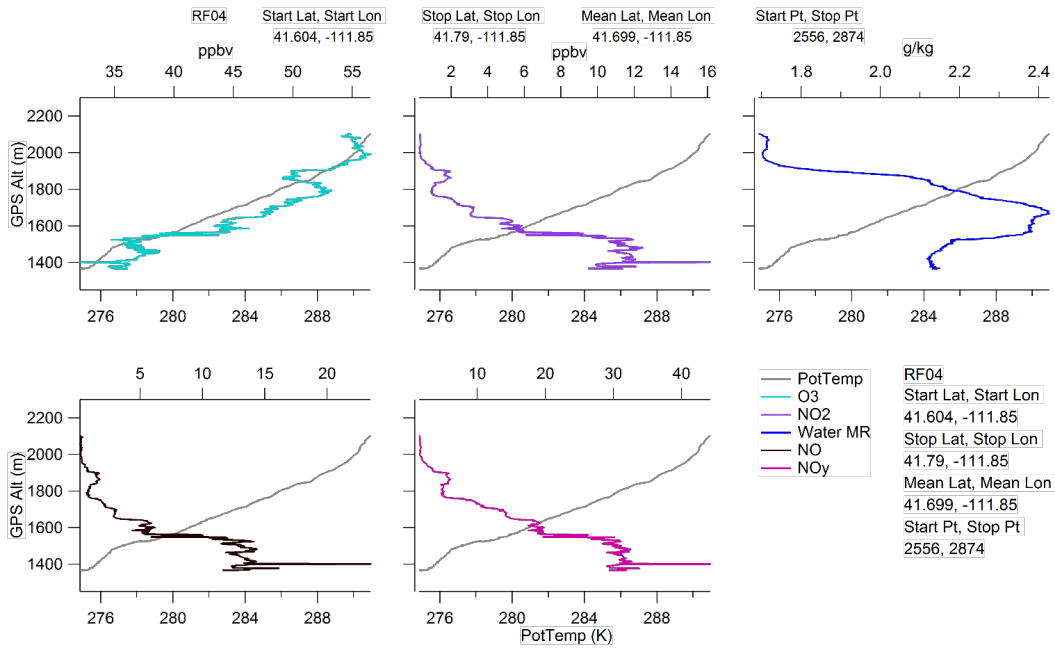 RF04 Start Lat, Start Lon Stop Lat, Stop Lon Mean Lat, Mean Lon Start Pt, Stop Pt
41.604, -111.85 41.79, -111.85 41.699, -111.85 2556, 2874
ppbv ppbv g/kg
35 40 45 50 55 2 4 6 8 10 12 14 16 1.8 2.0 2.2 2.4
GPS Alt (m)
2200
2000
1800
1600
1400
276 280 284 288 276 280 284 288 276 280 284 288
5 10 15 20 10 20 30 40
GPS Alt (m)
2200
2000
1800
1600
1400
276 280 284 288 276 280 284 288
PotTemp (K)
PotTemp
O3
NO2
Water MR
NO
NOy
RF04
Start Lat, Start Lon
41.604, -111.85
Stop Lat, Stop Lon
41.79, -111.85
Mean Lat, Mean Lon
41.699, -111.85
Start Pt, Stop Pt
2556, 2874